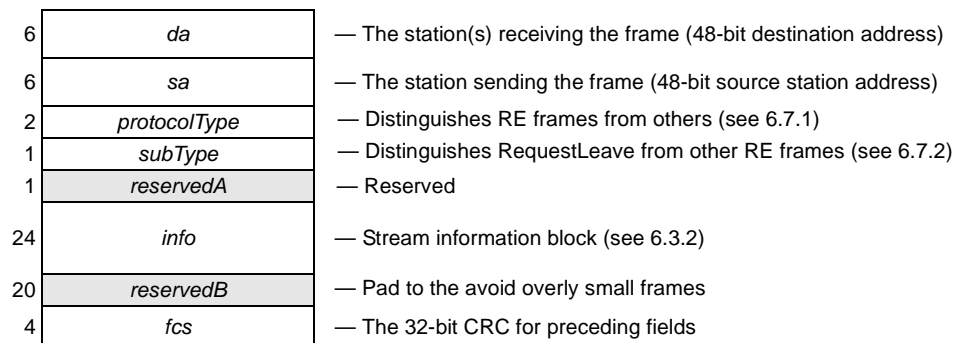 6 da — The station(s) receiving the frame (48-bit destination address)
6 sa — The station sending the frame (48-bit source station address)
2 protocolType — Distinguishes RE frames from others (see 6.7.1)
1 subType — Distinguishes RequestLeave from other RE frames (see 6.7.2)
1 reservedA — Reserved
24 info — Stream information block (see 6.3.2)
20 reservedB — Pad to the avoid overly small frames
4 fcs — The 32-bit CRC for preceding fields